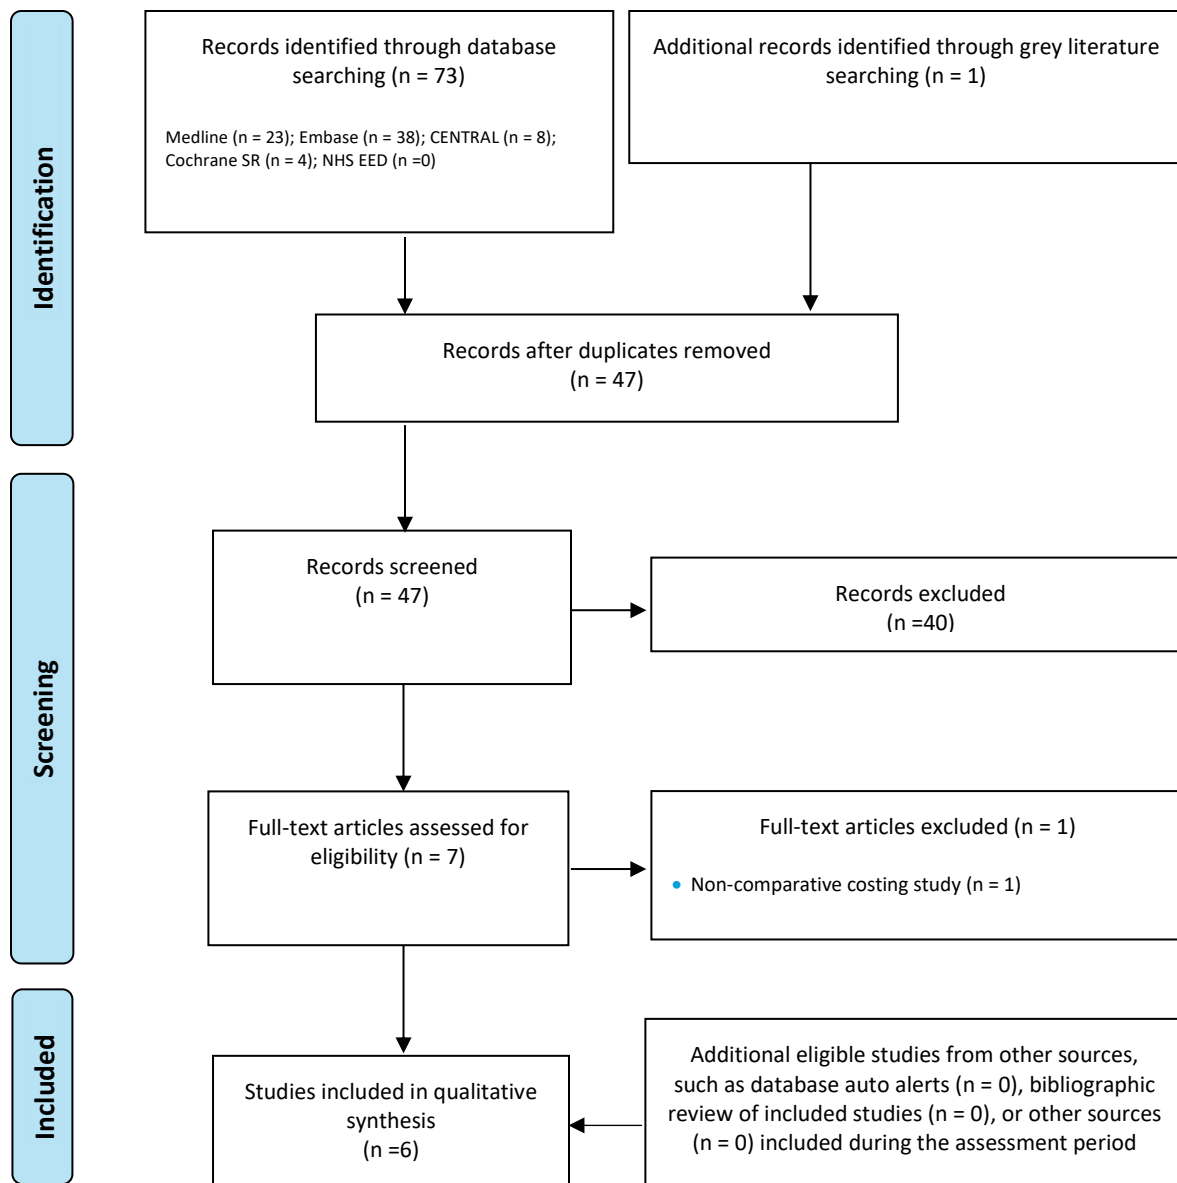 Identification
Records identified through database
searching (n = 73)
Medline (n = 23); Embase (n = 38); CENTRAL (n = 8);
Cochrane SR (n = 4); NHS EED (n =0)
Additional records identified through grey literature
searching (n = 1)
Records after duplicates removed
(n = 47)
Screening
Records screened
(n = 47)
Records excluded
(n =40)
Full-text articles assessed for
eligibility (n = 7)
Full-text articles excluded (n = 1)
• Non-comparative costing study (n = 1)
Included
Studies included in qualitative
synthesis
(n =6)
Additional eligible studies from other sources,
such as database auto alerts (n = 0), bibliographic
review of included studies (n = 0), or other sources
(n = 0) included during the assessment period